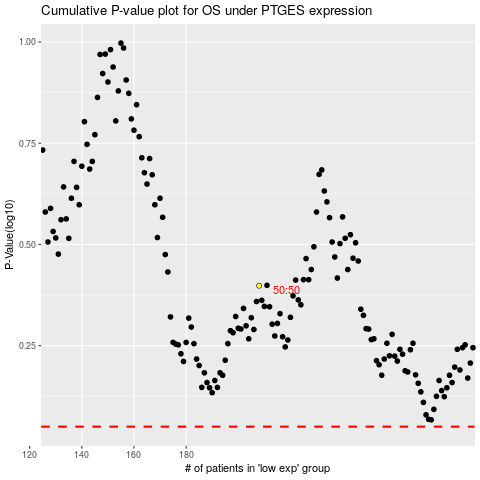 Cumulative P-value plot for OS under PTGES expression
1.00
0.75
0.50
0.25
P-Value(log10)
50:50
120 140 160 180
# of patients in 'low exp' group